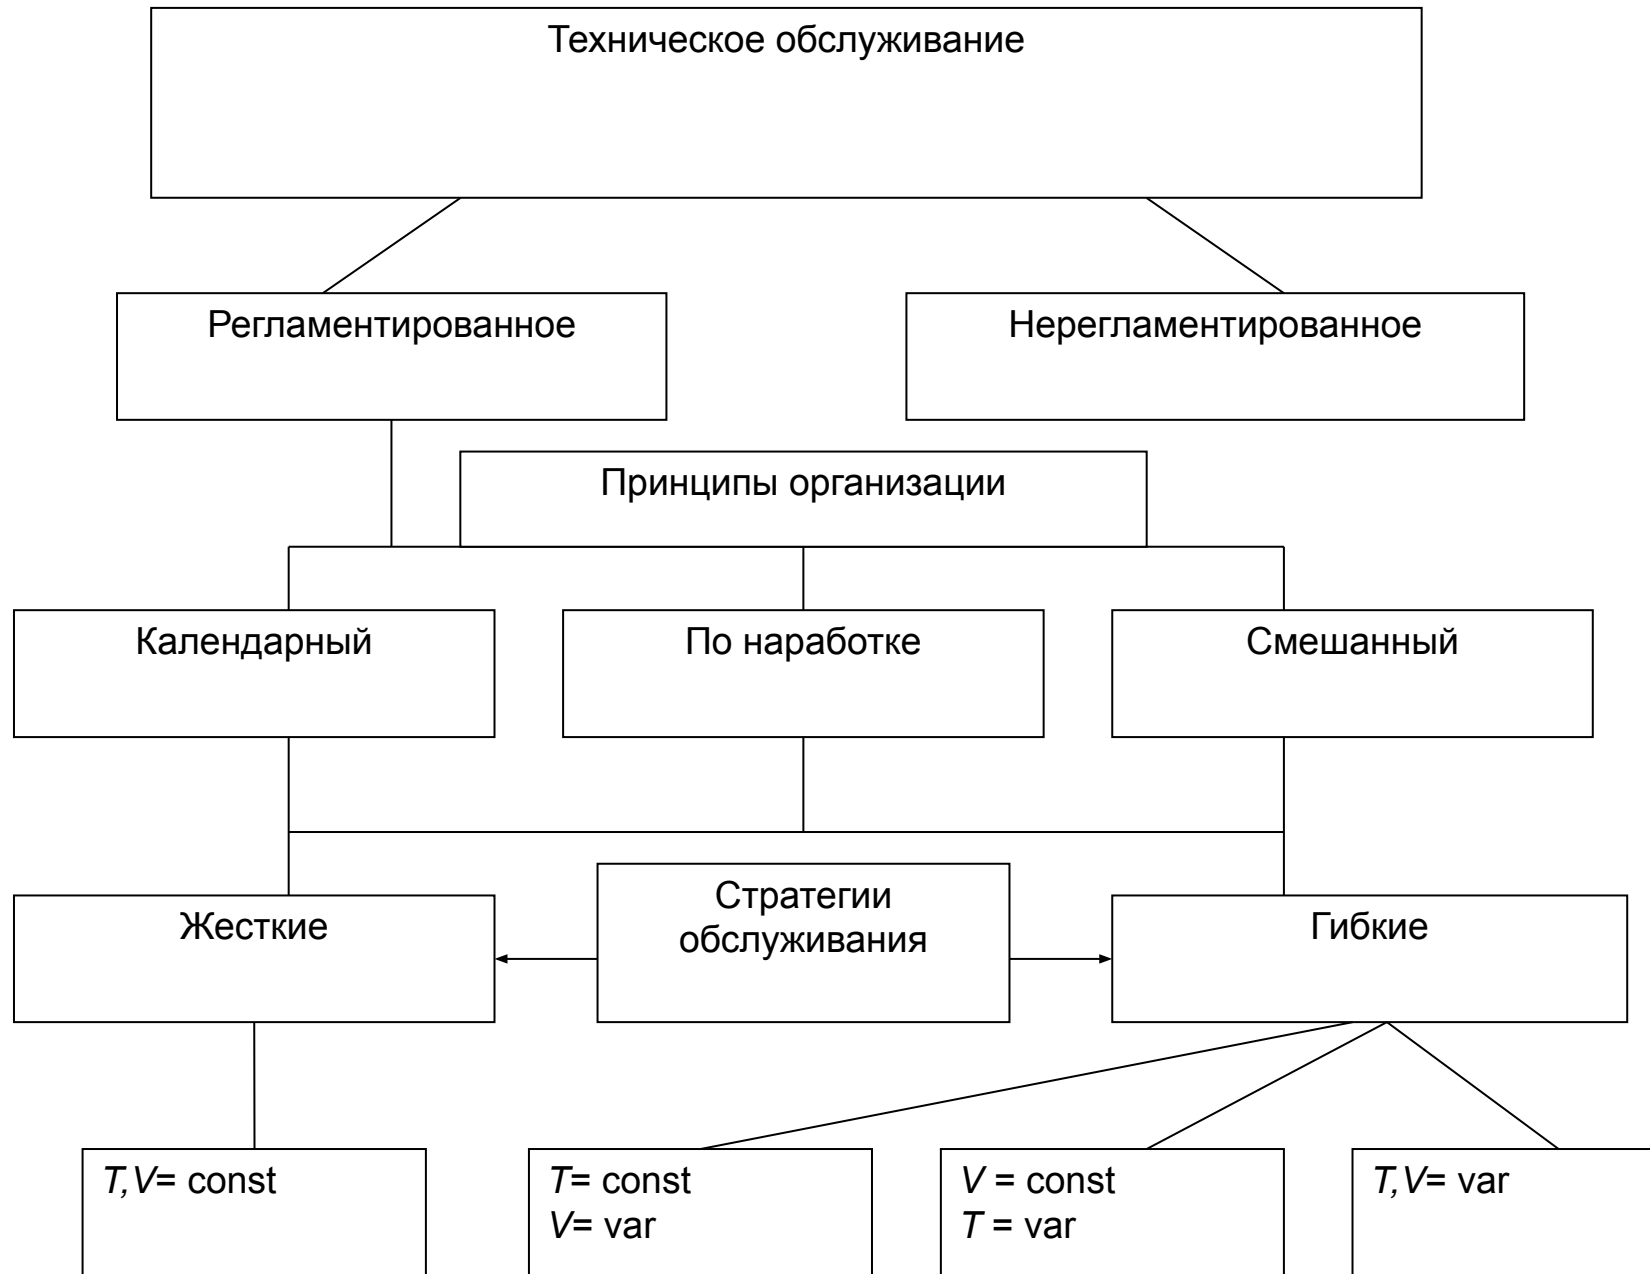 Техническое обслуживание
Регламентированное
Нерегламентированное
Принципы организации
Календарный
По наработке
Смешанный
Жесткие
Стратегии
обслуживания
Гибкие
T,V= const
T= const
V= var
V = const
T = var
T,V= var